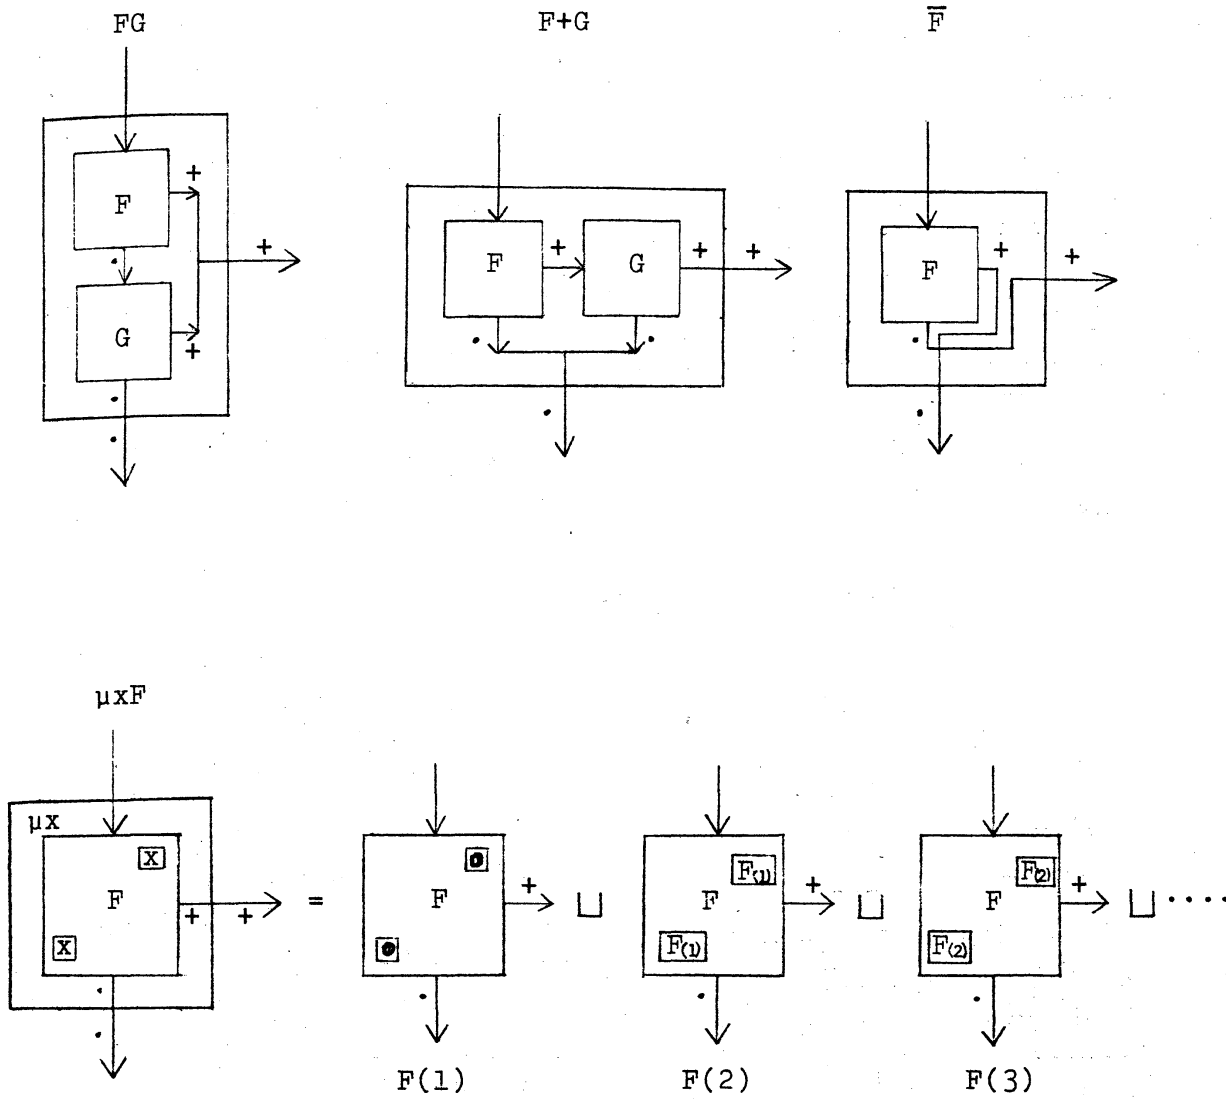 FG F+G F̅
+
F
.
G
+
+
.
.
F + G + +
. .
.
F + +
.
.
μxF
μx
x
F
x
+ +
.
.
=
F
+
.
F(1)
⊔
F(1)
F
F(1)
+
.
F(2)
⊔
F(2)
F
F(2)
+
.
F(3)
⊔ ....